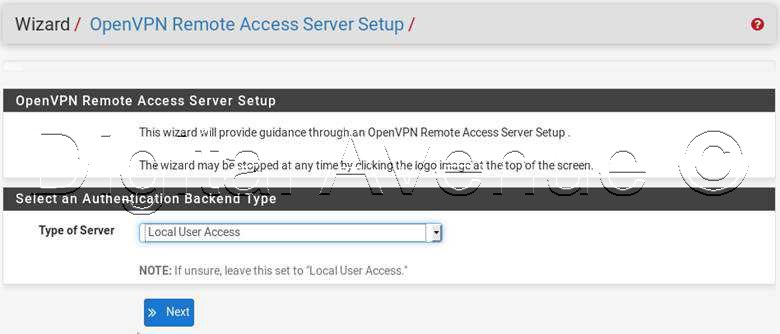 Wizard / OpenVPN Remote Access Server Setup /
OpenVPN Remote Access Server Setup
This wizard will provide guidance through an OpenVPN Remote Access Server Setup .
The wizard may be stopped at any time by clicking the logo image at the top of the screen.
Digital Avenue ©
Select an Authentication Backend Type
Type of Server Local User Access
NOTE: If unsure, leave this set to "Local User Access."
Next